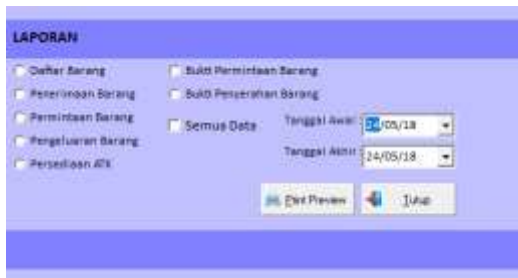 LAPORAN
Daftar Barang
Penerimaan Barang
Permintaan Barang
Pengeluaran Barang
Persediaan ATK
Bukti Permintaan Barang
Bukti Penyerahan Barang
Semua Data
Tanggal Awal 24/05/18
Tanggal Akhir 24/05/18
Print Preview
Tutup